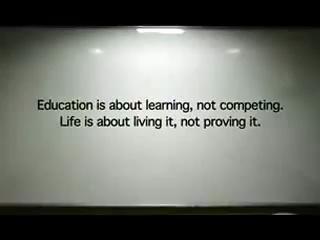 Education is about learning, not competing.
Life is about living it, not proving it.